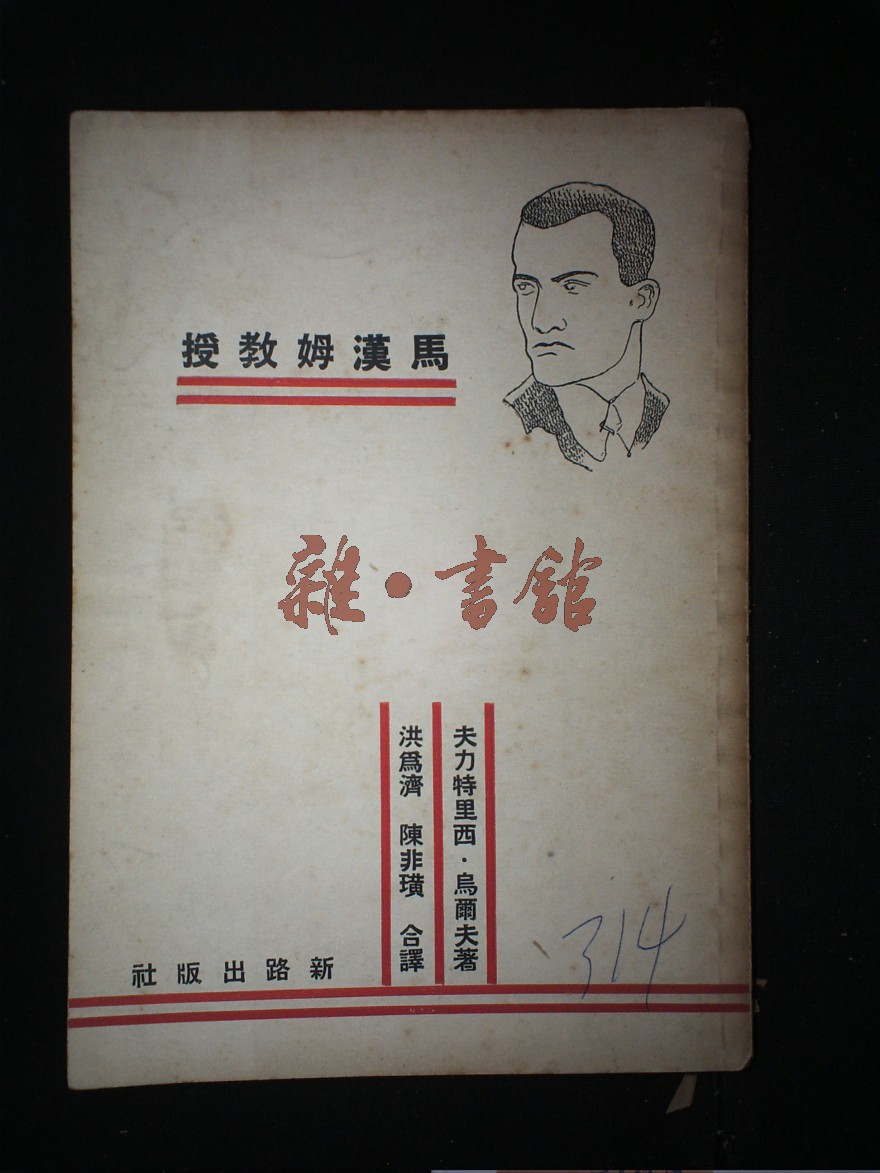 馬漢姆教授
雜·書館
夫力特里西·烏爾夫著
洪爲濟 陳非璜 合譯
新路出版社
314